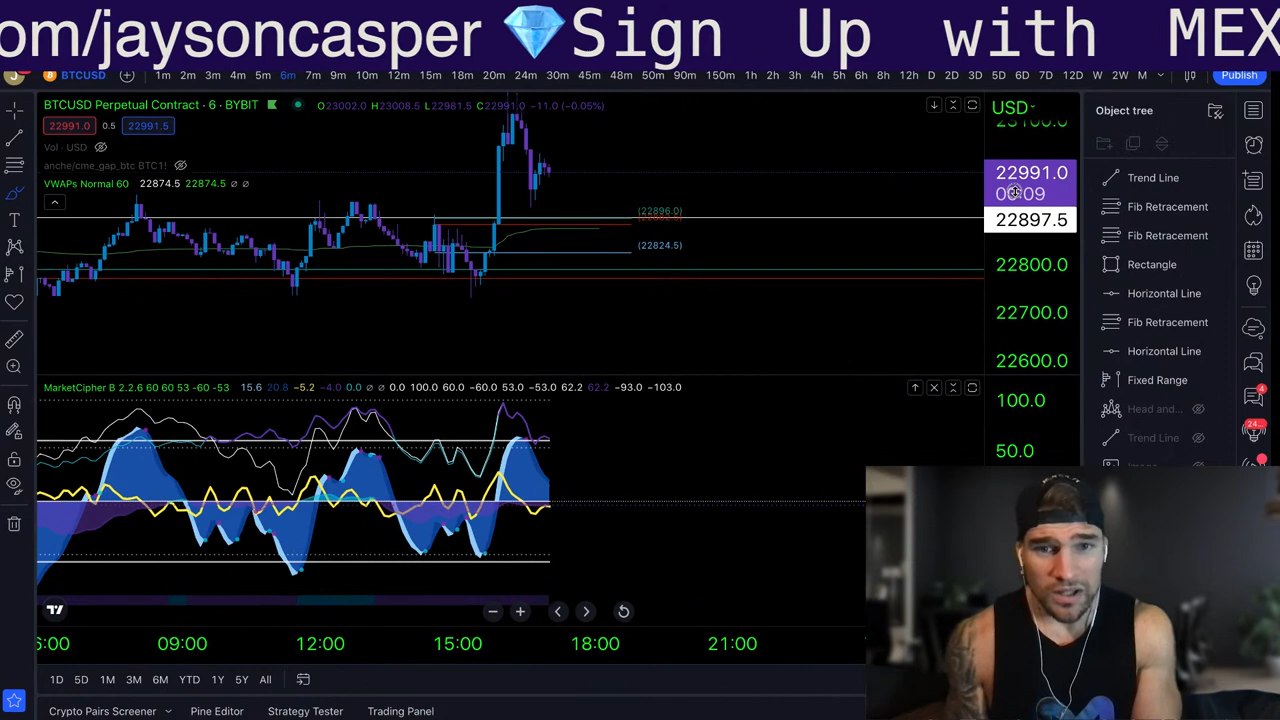 om/jaysoncasper 💎Sign Up with MEX
J BTCUSD 1m 2m 3m 4m 5m 6m 7m 9m 10m 12m 15m 18m 20m 24m 30m 45m 48m 50m 90m 150m 1h 2h 3h 4h 5h 6h 8h 12h D 2D 3D 5D 6D 7D 12D W 2W M Publish
BTCUSD Perpetual Contract · 6 · BYBIT O23002.0 H23008.5 L22981.5 C22991.0 −11.0 (−0.05%)
22991.0 0.5 22991.5
Vol · USD
anche/cme_gap_btc BTC1!
VWAPs Normal 60 22874.5 22874.5 ∅ ∅
(22896.0)
(22824.5)
USD
23100.0
22991.0
22897.5
22800.0
22700.0
22600.0
MarketCipher B 2.2.6 60 60 53 -60 -53 15.6 20.8 −5.2 −4.0 0.0 ∅ ∅ 0.0 100.0 60.0 −60.0 53.0 −53.0 62.2 62.2 −93.0 −103.0
100.0
50.0
Object tree
Trend Line
Fib Retracement
Fib Retracement
Rectangle
Horizontal Line
Fib Retracement
Horizontal Line
Fixed Range
Head and...
Trend Line
4
24...
6:00 09:00 12:00 15:00 18:00 21:00
1D 5D 1M 3M 6M YTD 1Y 5Y All
Crypto Pairs Screener Pine Editor Strategy Tester Trading Panel